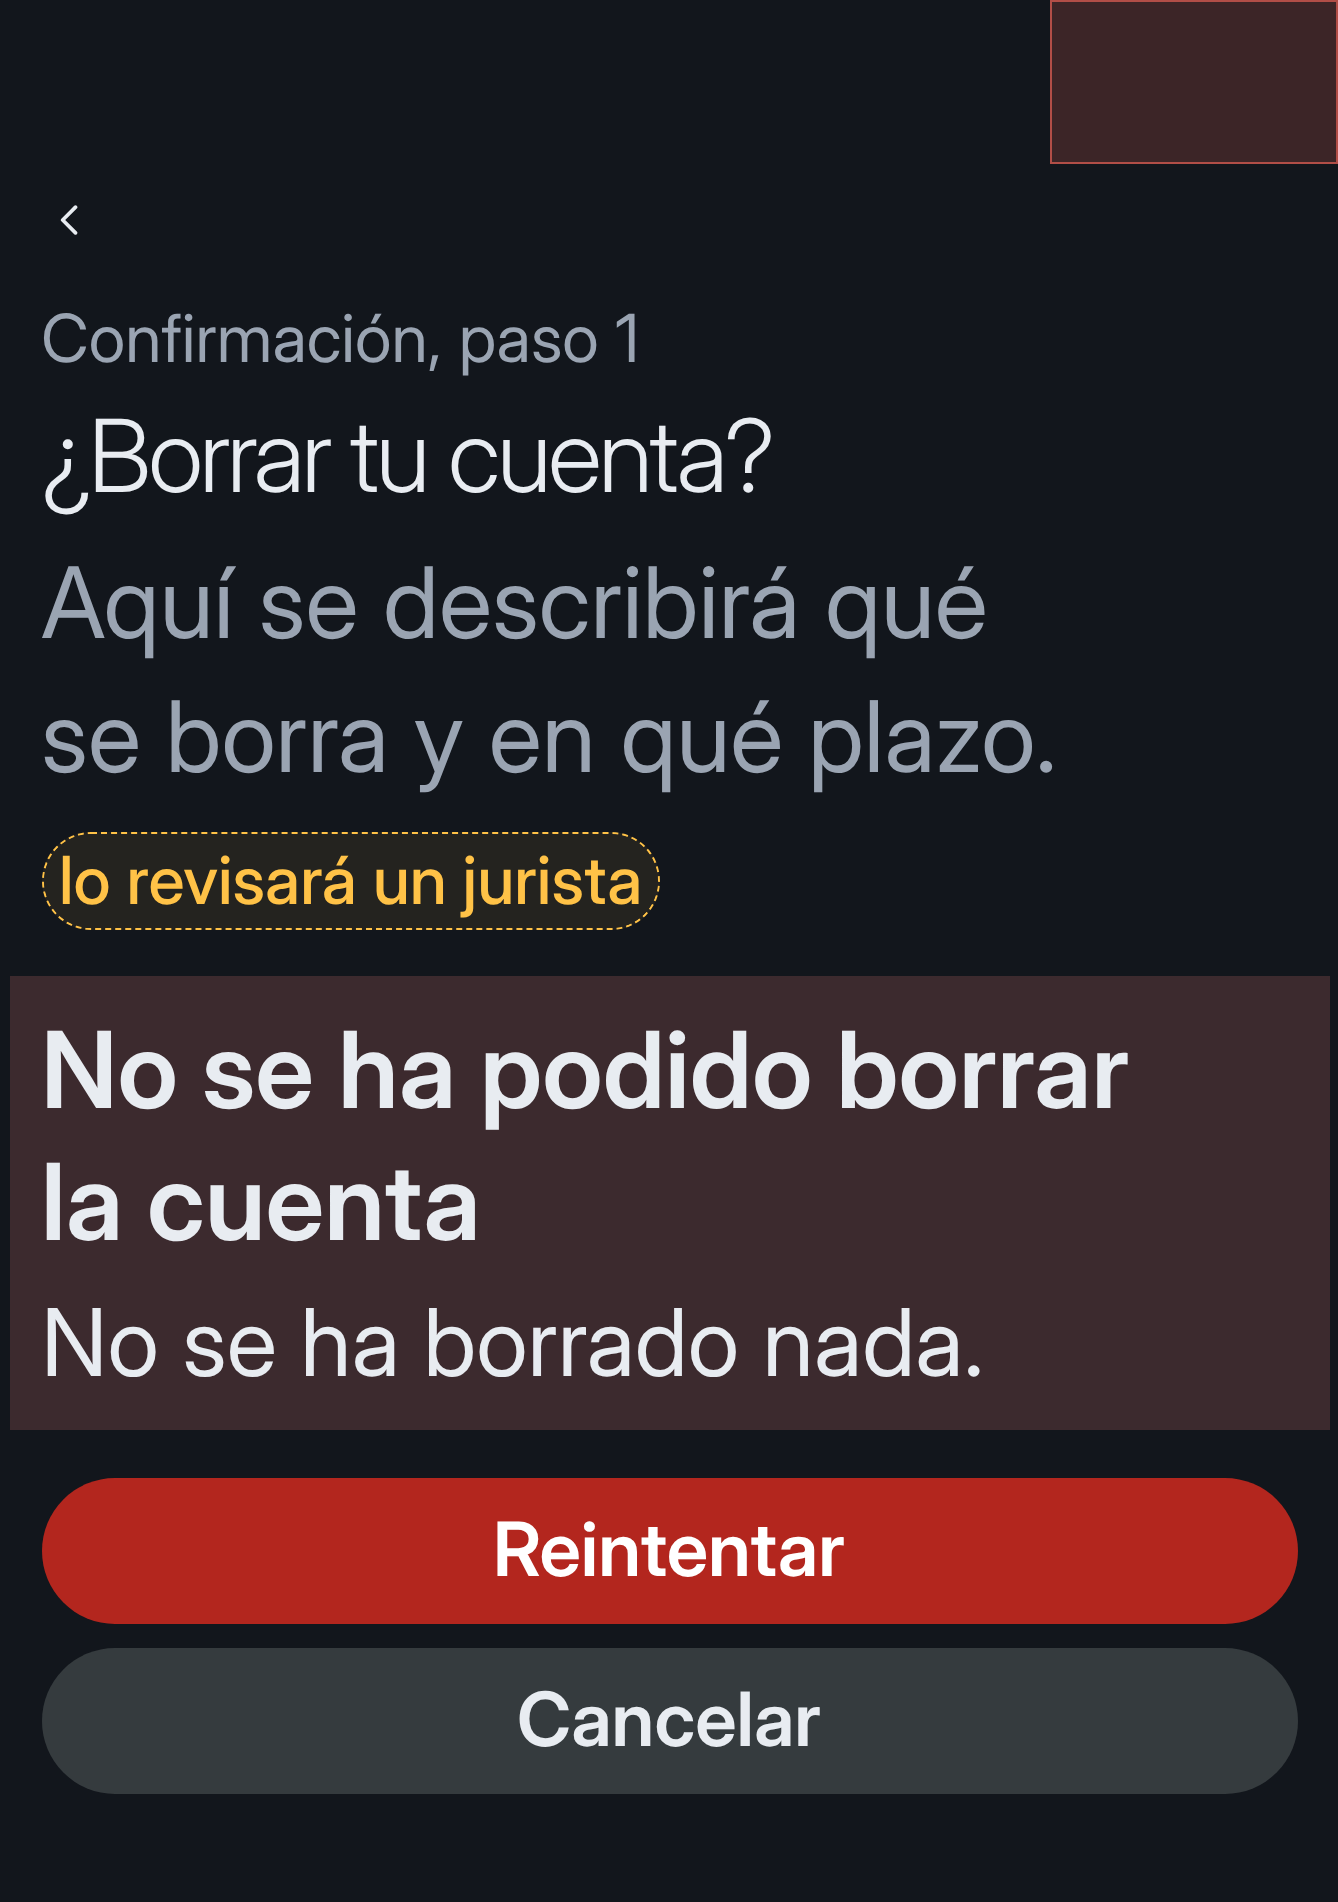 Confirmación, paso 1
¿Borrar tu cuenta?
Aquí se describirá qué
se borra y en qué plazo.
lo revisará un jurista
No se ha podido borrar
la cuenta
No se ha borrado nada.
Reintentar
Cancelar